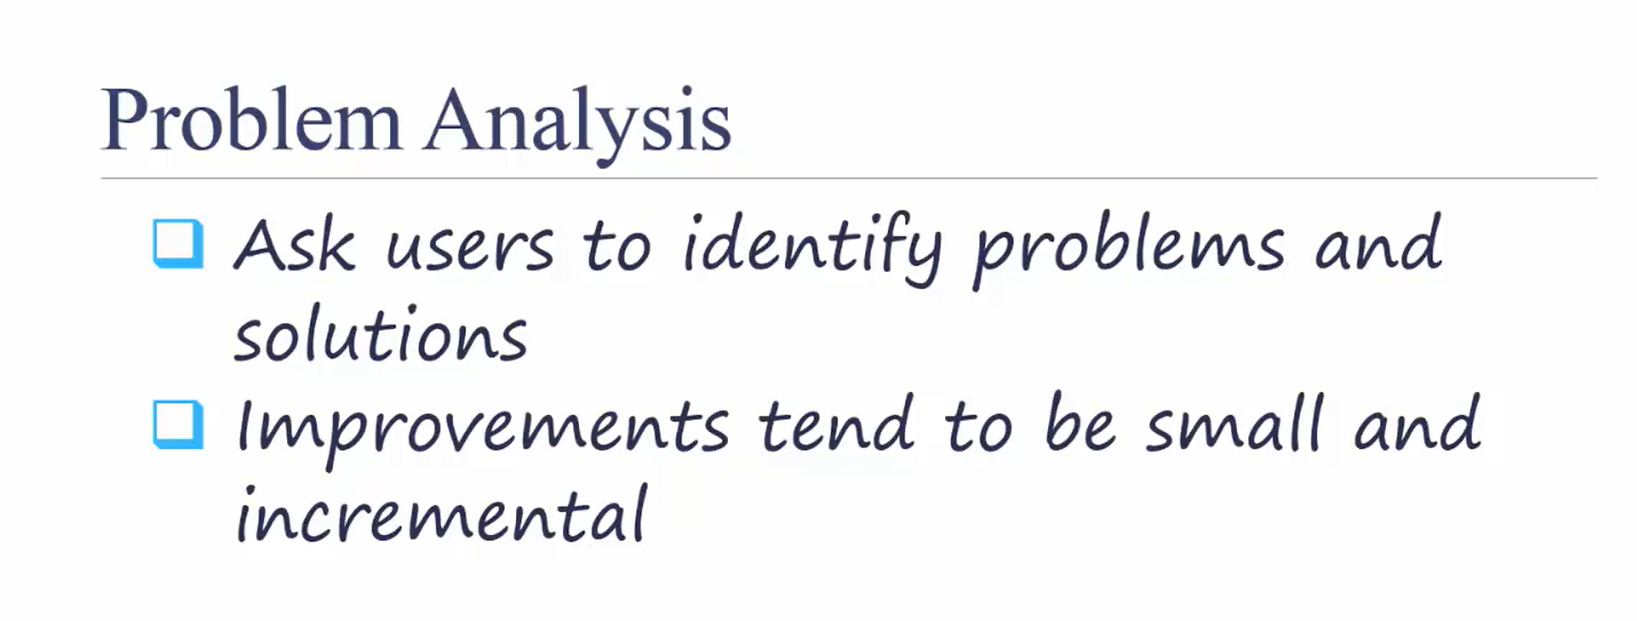 Problem Analysis
Ask users to identify problems and
solutions
Improvements tend to be small and
incremental